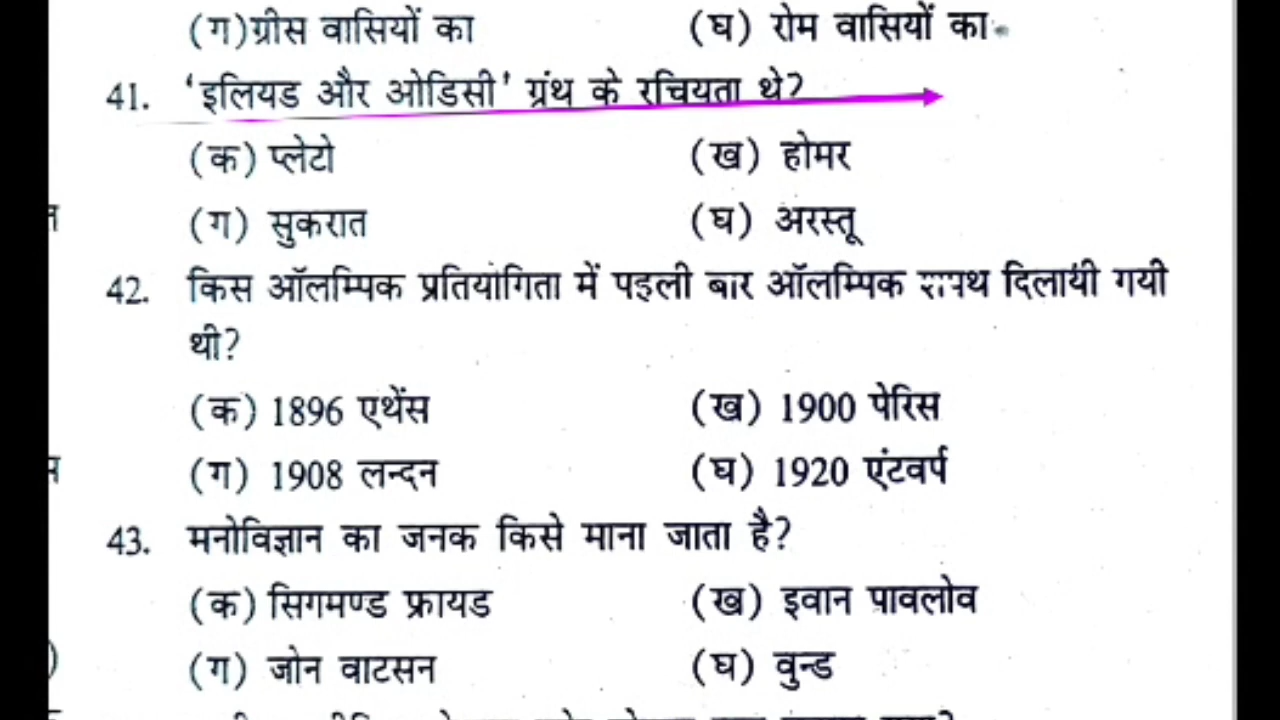 (ग)ग्रीस वासियों का (घ) रोम वासियों का
41. 'इलियड और ओडिसी' ग्रंथ के रचियता थे?
(क) प्लेटो (ख) होमर
(ग) सुकरात (घ) अरस्तू
42. किस ऑलम्पिक प्रतियोगिता में पहली बार ऑलम्पिक शपथ दिलायी गयी
थी?
(क) 1896 एथेंस (ख) 1900 पेरिस
(ग) 1908 लन्दन (घ) 1920 एंटवर्प
43. मनोविज्ञान का जनक किसे माना जाता है?
(क) सिगमण्ड फ्रायड (ख) इवान पावलोव
(ग) जोन वाटसन (घ) वुन्ड